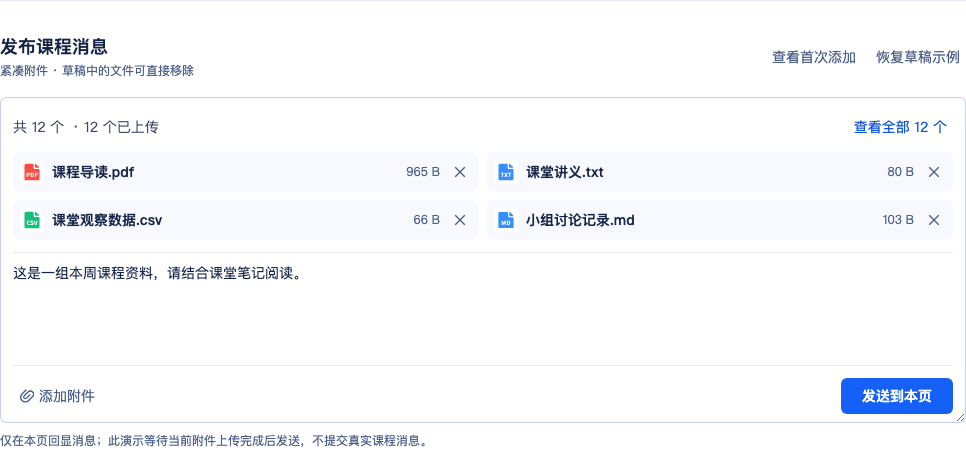 发布课程消息
紧凑附件 · 草稿中的文件可直接移除
查看首次添加 恢复草稿示例
共 12 个 · 12 个已上传 查看全部 12 个
PDF 课程导读.pdf 965 B TXT 课堂讲义.txt 80 B
CSV 课堂观察数据.csv 66 B MD 小组讨论记录.md 103 B
这是一组本周课程资料，请结合课堂笔记阅读。
添加附件 发送到本页
仅在本页回显消息；此演示等待当前附件上传完成后发送，不提交真实课程消息。